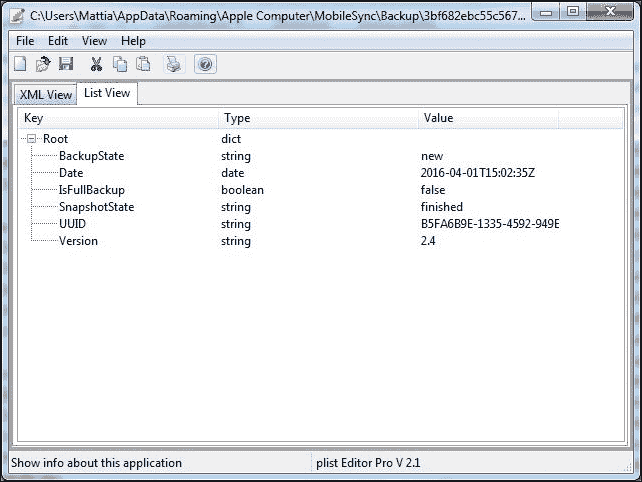 C:\Users\Mattia\AppData\Roaming\Apple Computer\MobileSync\Backup\3bf682ebc55c567...
File Edit View Help
XML View List View
Key Type Value
Root dict
BackupState string new
Date date 2016-04-01T15:02:35Z
IsFullBackup boolean false
SnapshotState string finished
UUID string B5FA6B9E-1335-4592-949E
Version string 2.4
Show info about this application plist Editor Pro V 2.1